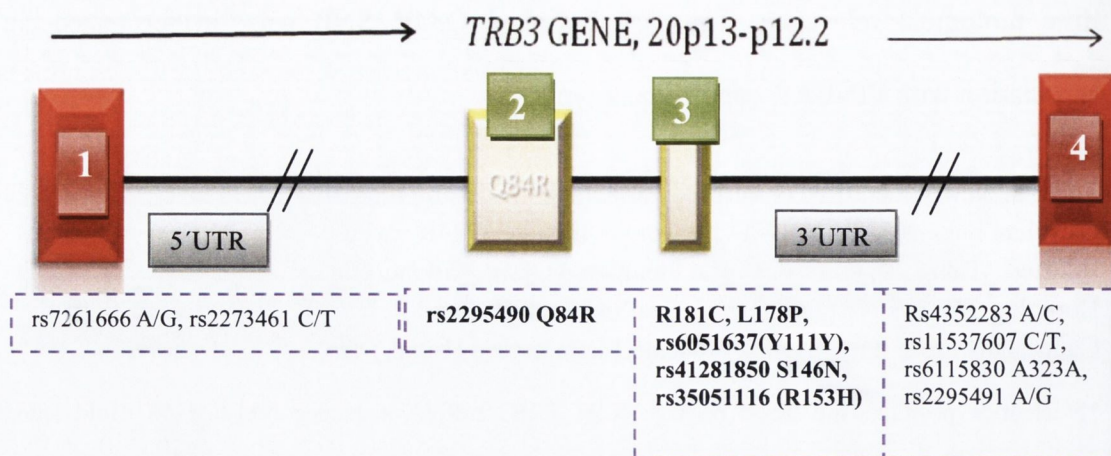 TRB3 GENE, 20p13-p12.2
1
2
3
4
Q84R
5´UTR
3´UTR
rs7261666 A/G, rs2273461 C/T
rs2295490 Q84R
R181C, L178P,
rs6051637(Y111Y),
rs41281850 S146N,
rs35051116 (R153H)
Rs4352283 A/C,
rs11537607 C/T,
rs6115830 A323A,
rs2295491 A/G